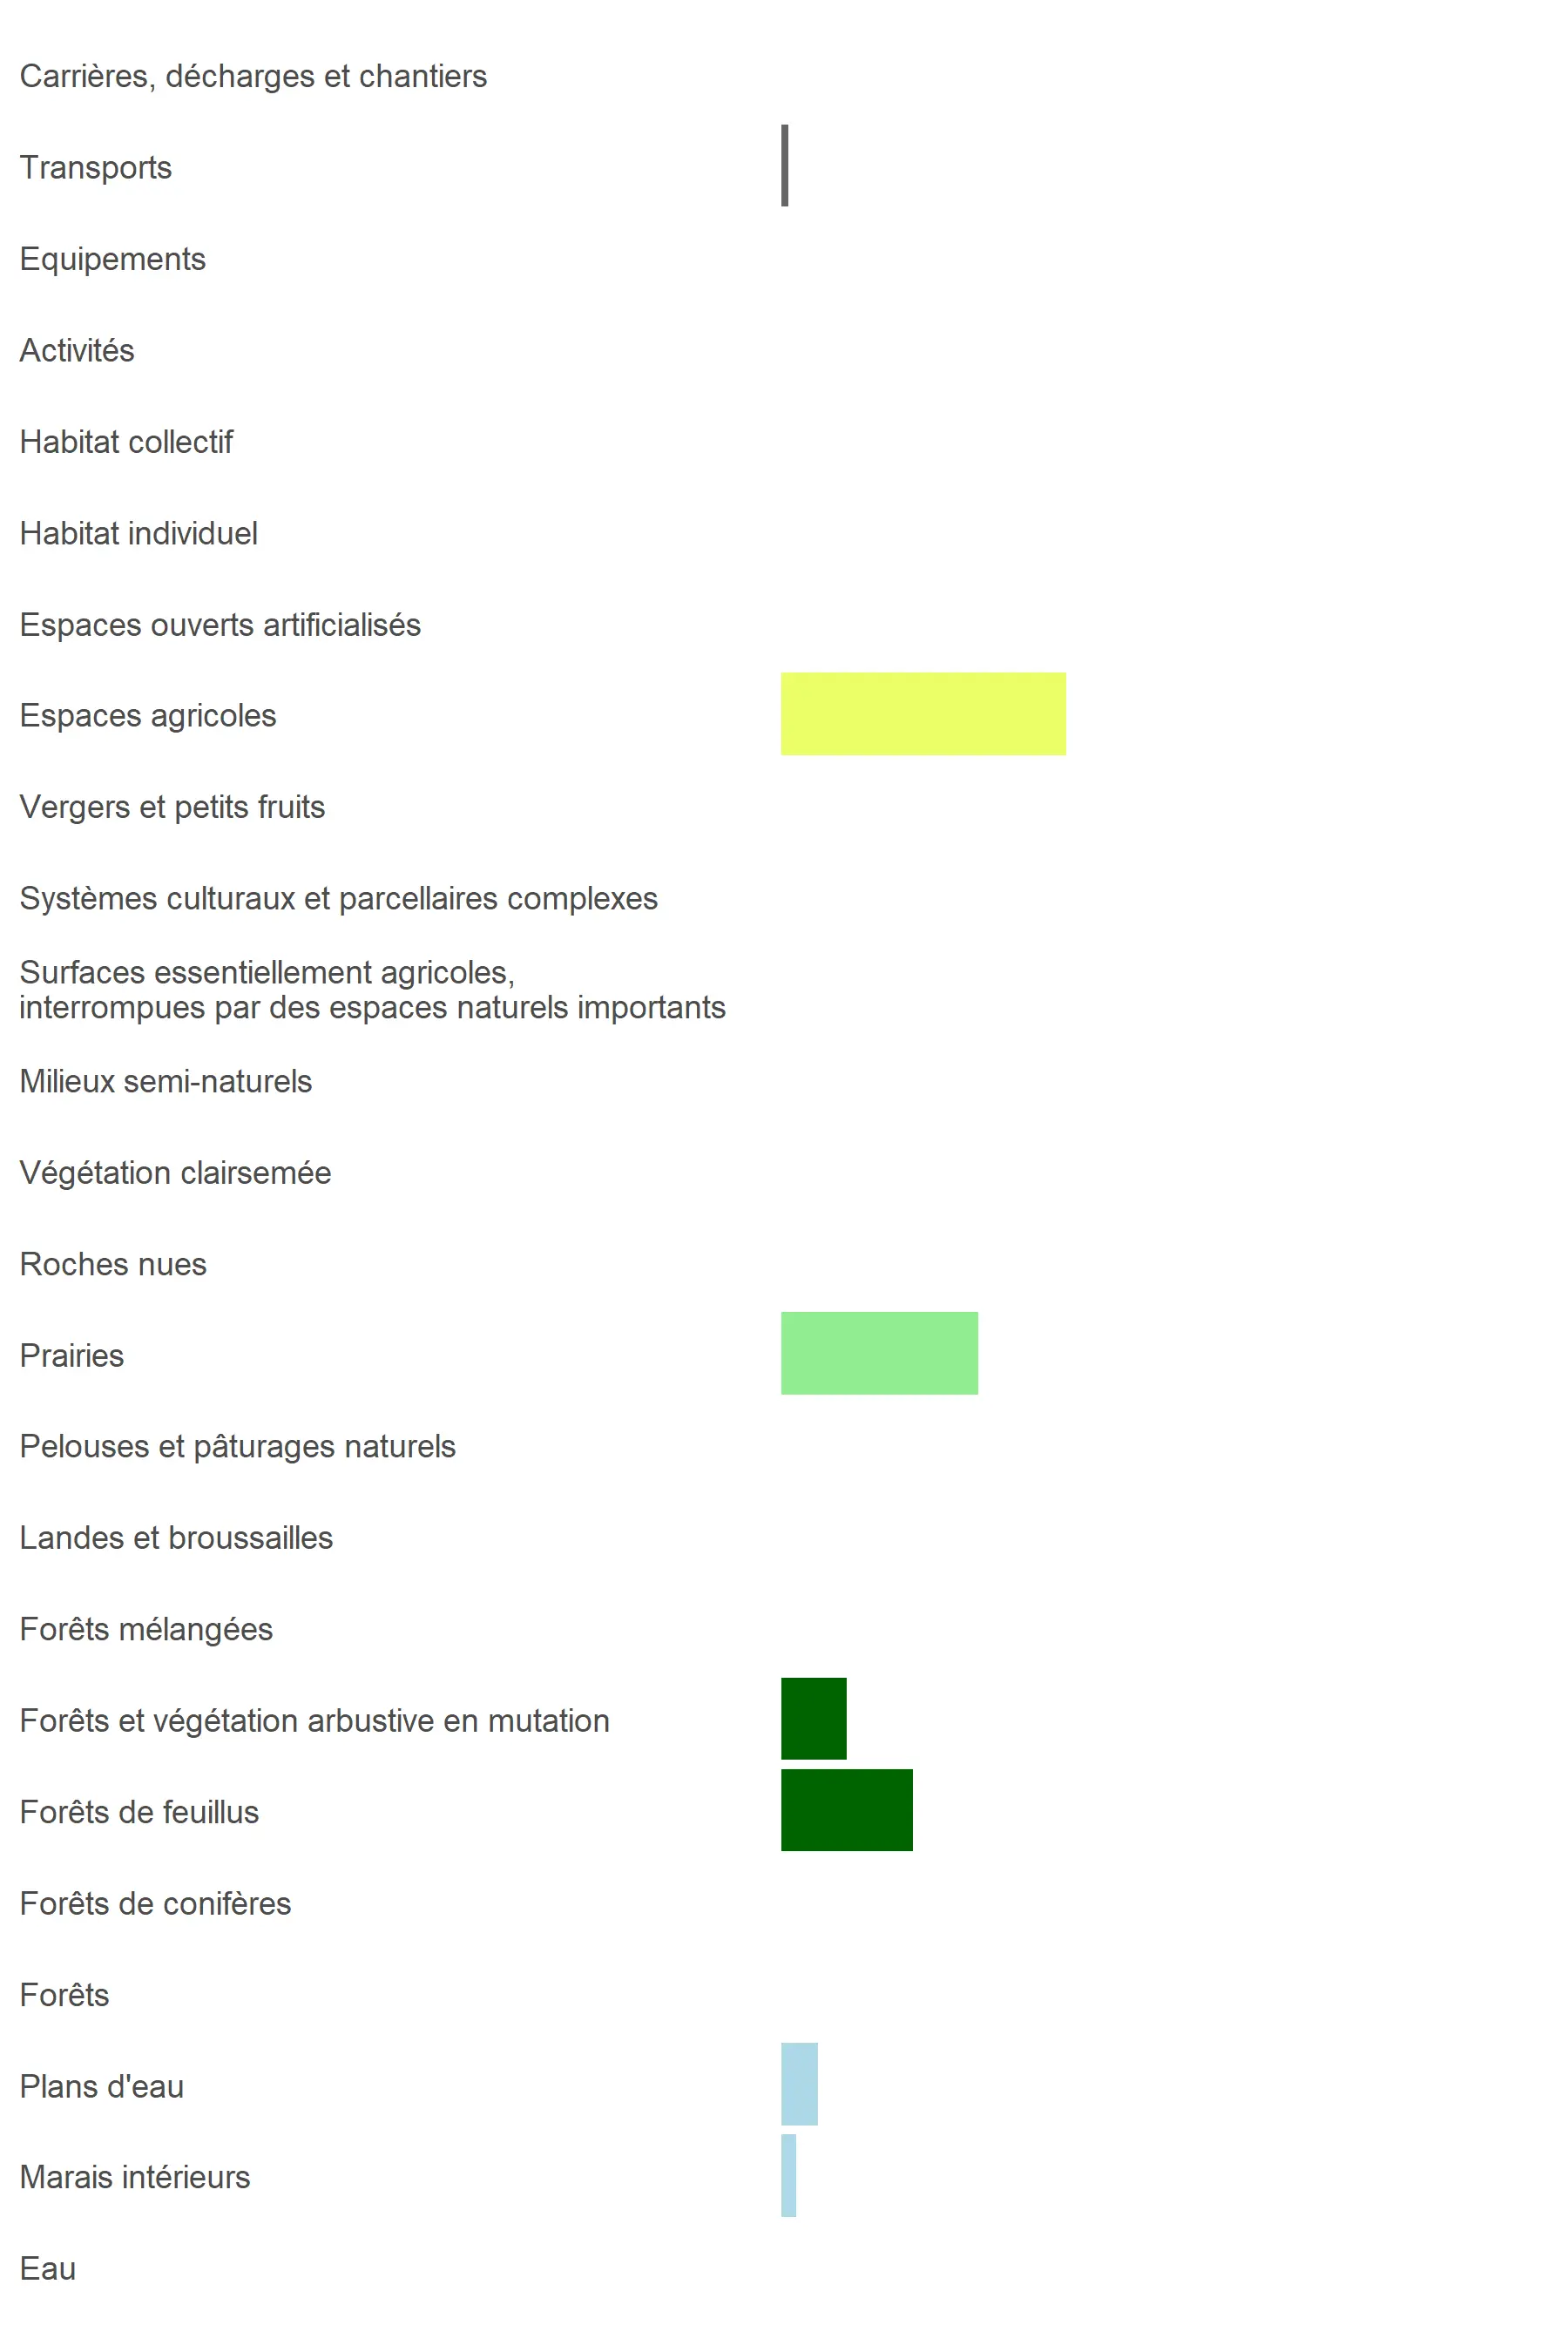 Carrières, décharges et chantiers
Transports
Equipements
Activités
Habitat collectif
Habitat individuel
Espaces ouverts artificialisés
Espaces agricoles
Vergers et petits fruits
Systèmes culturaux et parcellaires complexes
Surfaces essentiellement agricoles,
interrompues par des espaces naturels importants
Milieux semi-naturels
Végétation clairsemée
Roches nues
Prairies
Pelouses et pâturages naturels
Landes et broussailles
Forêts mélangées
Forêts et végétation arbustive en mutation
Forêts de feuillus
Forêts de conifères
Forêts
Plans d'eau
Marais intérieurs
Eau